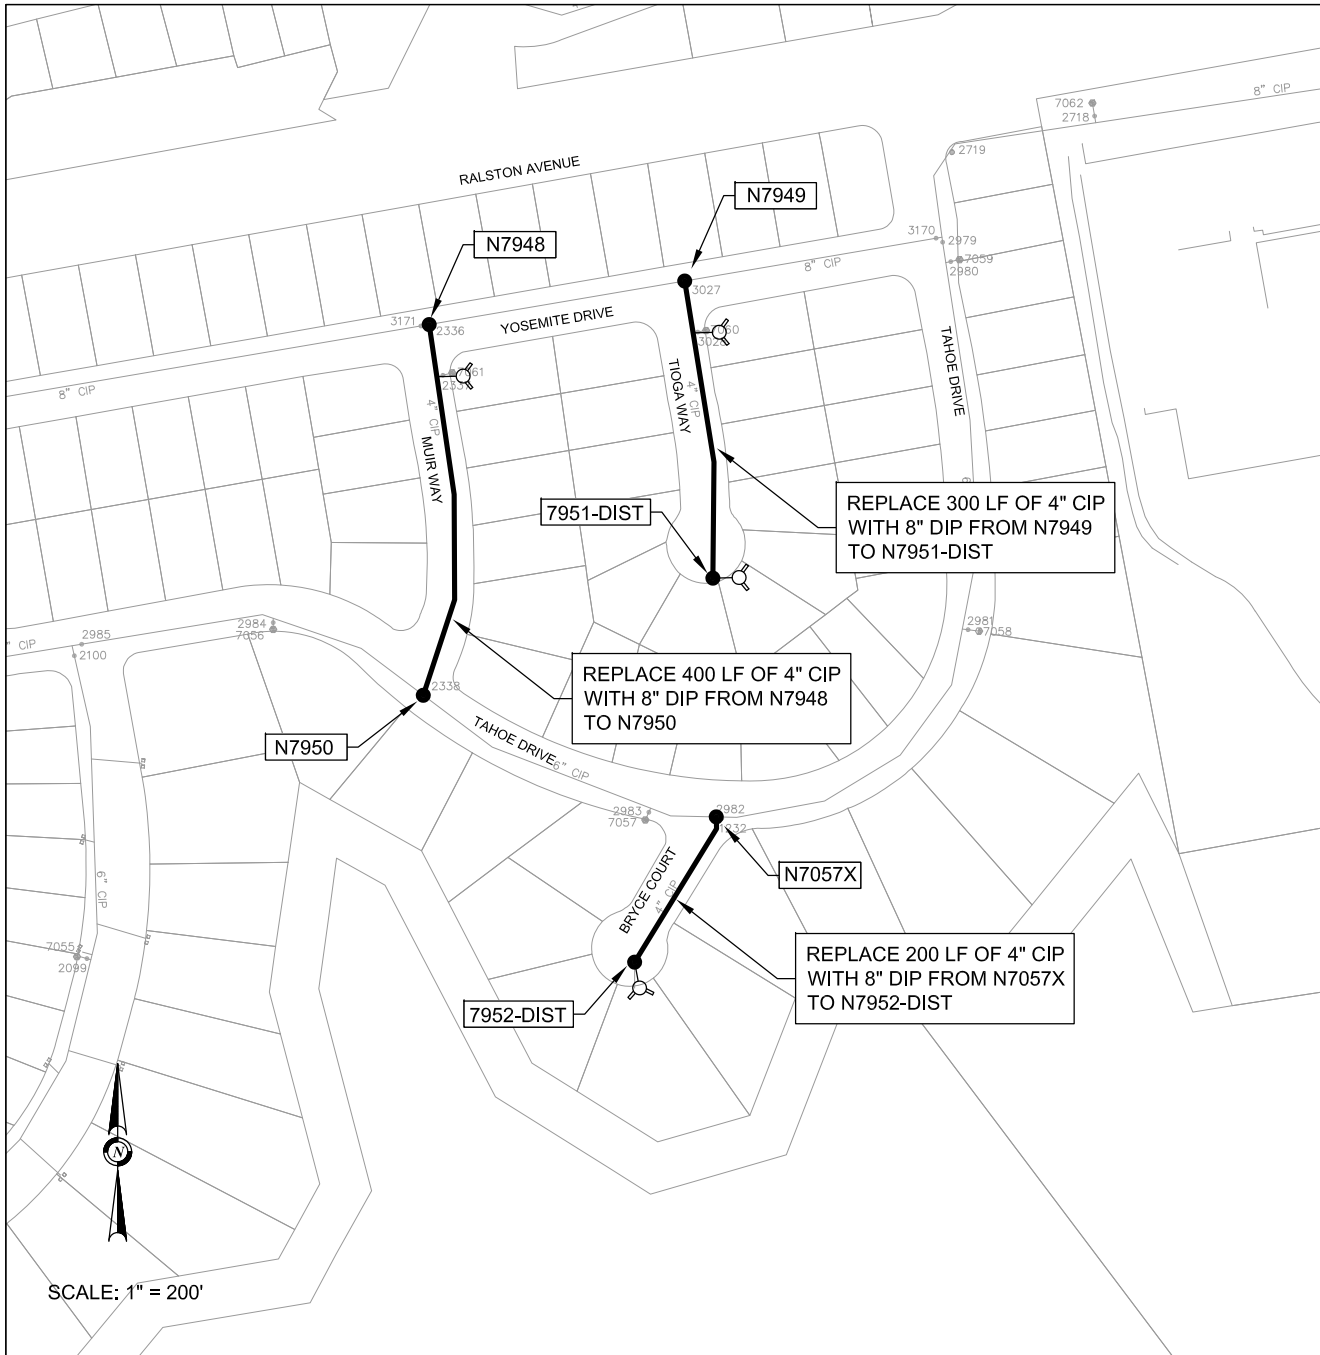 7062
2718
8" CIP
2719
RALSTON AVENUE
N7949
N7948
3170
2979
7059
2980
8" CIP
3027
3171
2336
YOSEMITE DRIVE
7060
3028
TAHOE DRIVE
TIOGA WAY
4" CIP
7061
8" CIP
4" CIP
MUIR WAY
7951-DIST
REPLACE 300 LF OF 4" CIP
WITH 8" DIP FROM N7949
TO N7951-DIST
2984
7056
2985
" CIP
2100
2981
7058
REPLACE 400 LF OF 4" CIP
WITH 8" DIP FROM N7948
TO N7950
2338
N7950
TAHOE DRIVE
6" CIP
2983
7057
2982
N7057X
BRYCE COURT
4" CIP
6" CIP
7055
2099
REPLACE 200 LF OF 4" CIP
WITH 8" DIP FROM N7057X
TO N7952-DIST
7952-DIST
N
SCALE: 1" = 200'